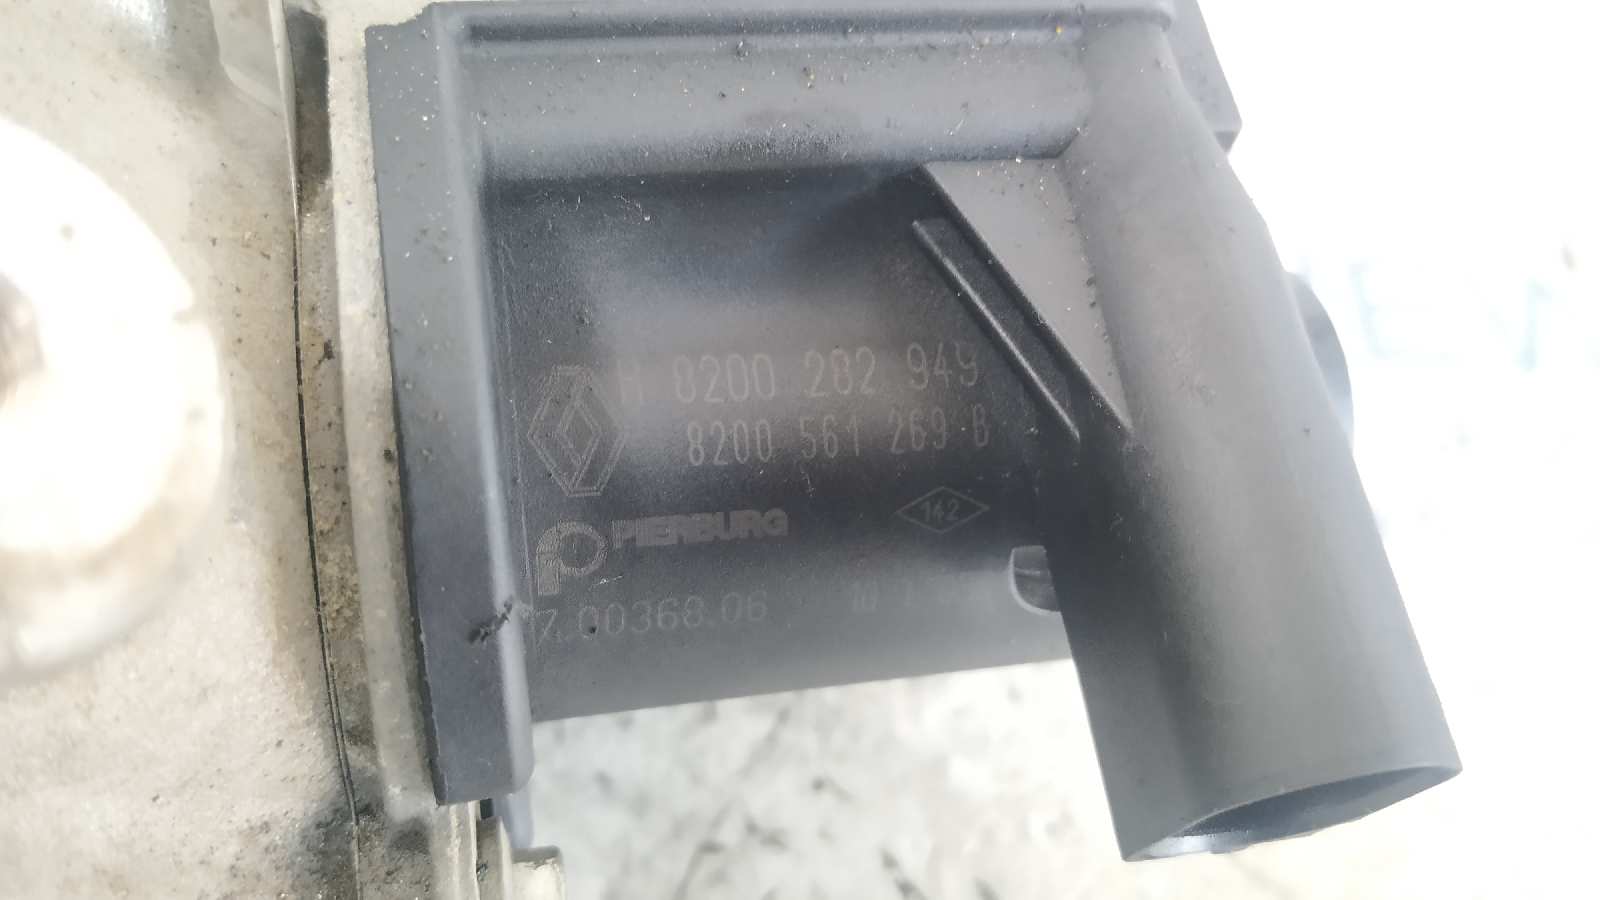 H 8200 282 949
8200 561 269 B
PIERBURG
142
7.00368.06